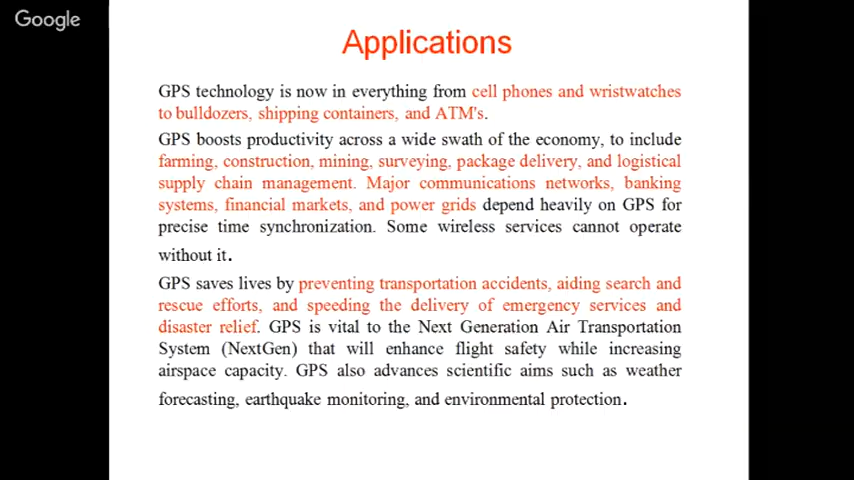 Google
Applications
GPS technology is now in everything from cell phones and wristwatches
to bulldozers, shipping containers, and ATM's.
GPS boosts productivity across a wide swath of the economy, to include
farming, construction, mining, surveying, package delivery, and logistical
supply chain management. Major communications networks, banking
systems, financial markets, and power grids depend heavily on GPS for
precise time synchronization. Some wireless services cannot operate
without it.
GPS saves lives by preventing transportation accidents, aiding search and
rescue efforts, and speeding the delivery of emergency services and
disaster relief. GPS is vital to the Next Generation Air Transportation
System (NextGen) that will enhance flight safety while increasing
airspace capacity. GPS also advances scientific aims such as weather
forecasting, earthquake monitoring, and environmental protection.